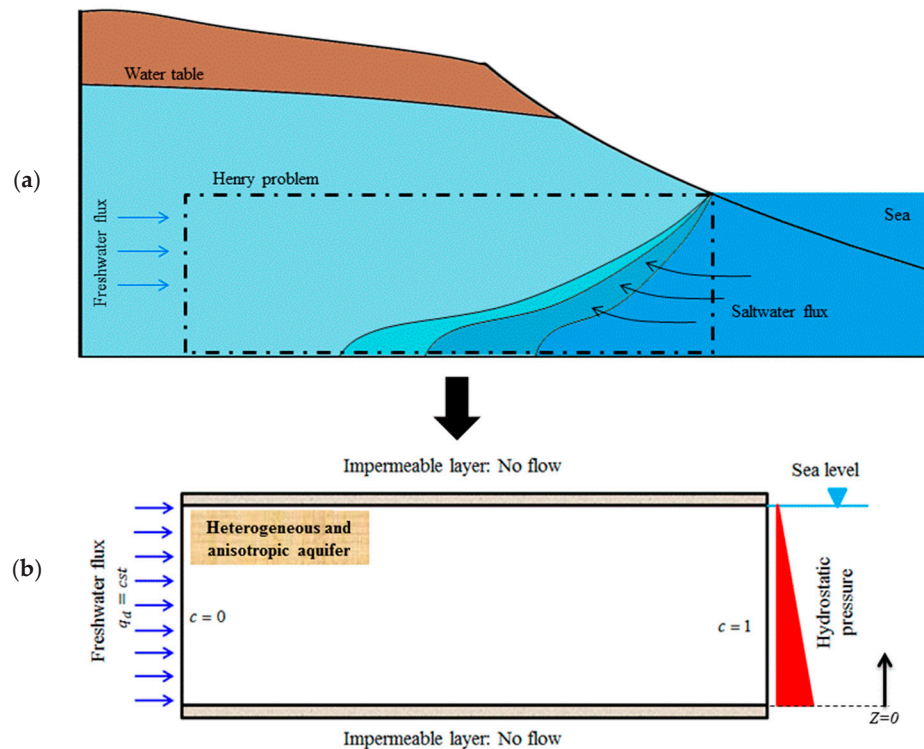 Water table
(a)
Henry problem
Freshwater flux
Sea
Saltwater flux
Impermeable layer: No flow
Sea level
(b)
Freshwater flux
q_d = cst
Heterogeneous and
anisotropic aquifer
c = 0
c = 1
Hydrostatic
pressure
Z=0
Impermeable layer: No flow